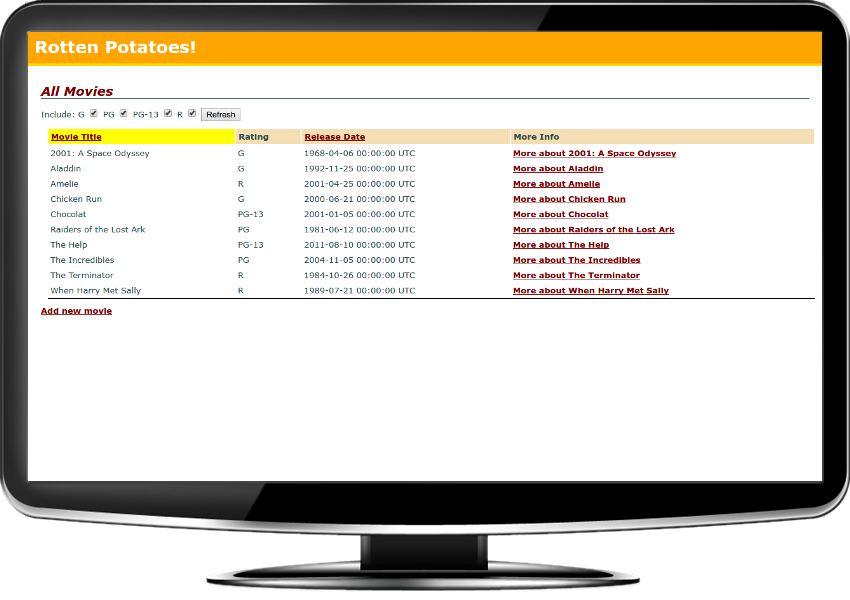 Rotten Potatoes!
All Movies
Include: G PG PG-13 R Refresh
Movie Title Rating Release Date More Info
2001: A Space Odyssey G 1968-04-06 00:00:00 UTC More about 2001: A Space Odyssey
Aladdin G 1992-11-25 00:00:00 UTC More about Aladdin
Amelie R 2001-04-25 00:00:00 UTC More about Amelie
Chicken Run G 2000-06-21 00:00:00 UTC More about Chicken Run
Chocolat PG-13 2001-01-05 00:00:00 UTC More about Chocolat
Raiders of the Lost Ark PG 1981-06-12 00:00:00 UTC More about Raiders of the Lost Ark
The Help PG-13 2011-08-10 00:00:00 UTC More about The Help
The Incredibles PG 2004-11-05 00:00:00 UTC More about The Incredibles
The Terminator R 1984-10-26 00:00:00 UTC More about The Terminator
When Harry Met Sally R 1989-07-21 00:00:00 UTC More about When Harry Met Sally
Add new movie